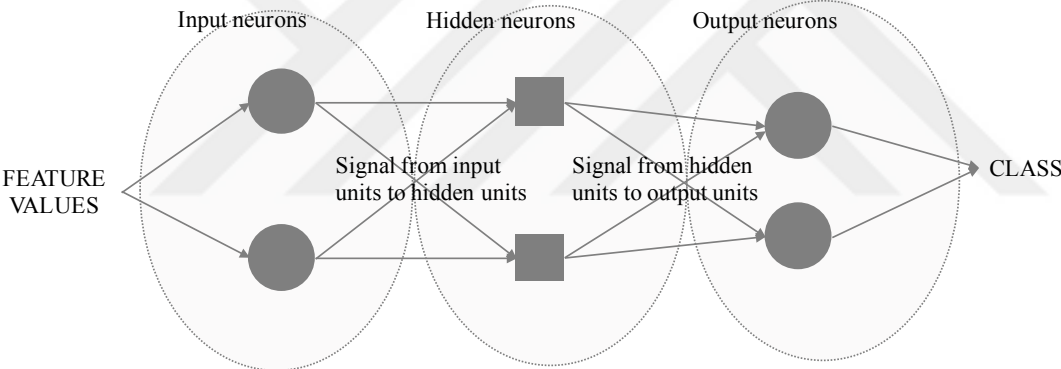 Input neurons
Hidden neurons
Output neurons
FEATURE
VALUES
Signal from input
units to hidden units
Signal from hidden
units to output units
CLASS